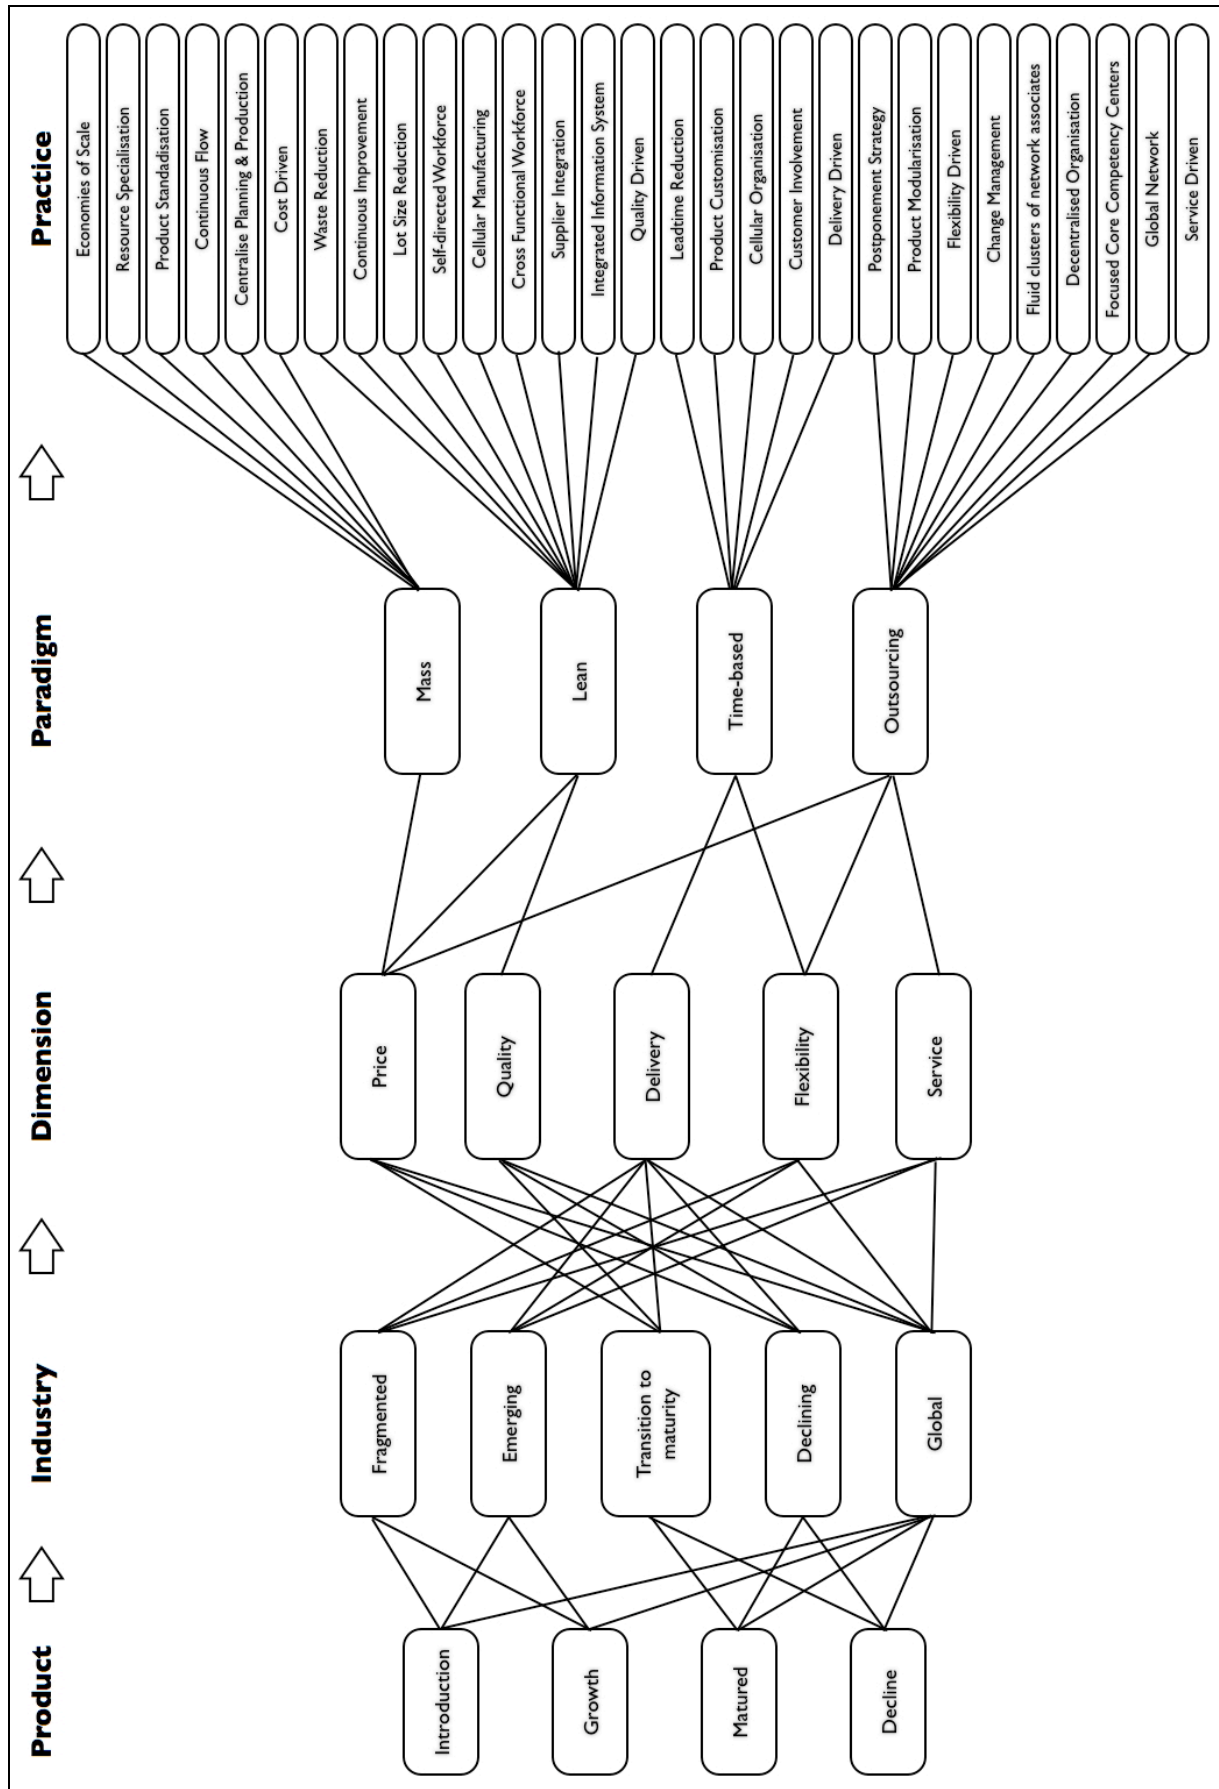 Product
Industry
Dimension
Paradigm
Practice
Introduction
Growth
Matured
Decline
Fragmented
Emerging
Transition to
maturity
Declining
Global
Price
Quality
Delivery
Flexibility
Service
Mass
Lean
Time-based
Outsourcing
Economies of Scale
Resource Specialisation
Product Standadisation
Continuous Flow
Centralise Planning & Production
Cost Driven
Waste Reduction
Continuous Improvement
Lot Size Reduction
Self-directed Workforce
Cellular Manufacturing
Cross Functional Workforce
Supplier Integration
Integrated Information System
Quality Driven
Leadtime Reduction
Product Customisation
Cellular Organisation
Customer Involvement
Delivery Driven
Postponement Strategy
Product Modularisation
Flexibility Driven
Change Management
Fluid clusters of network associates
Decentralised Organisation
Focused Core Competency Centers
Global Network
Service Driven